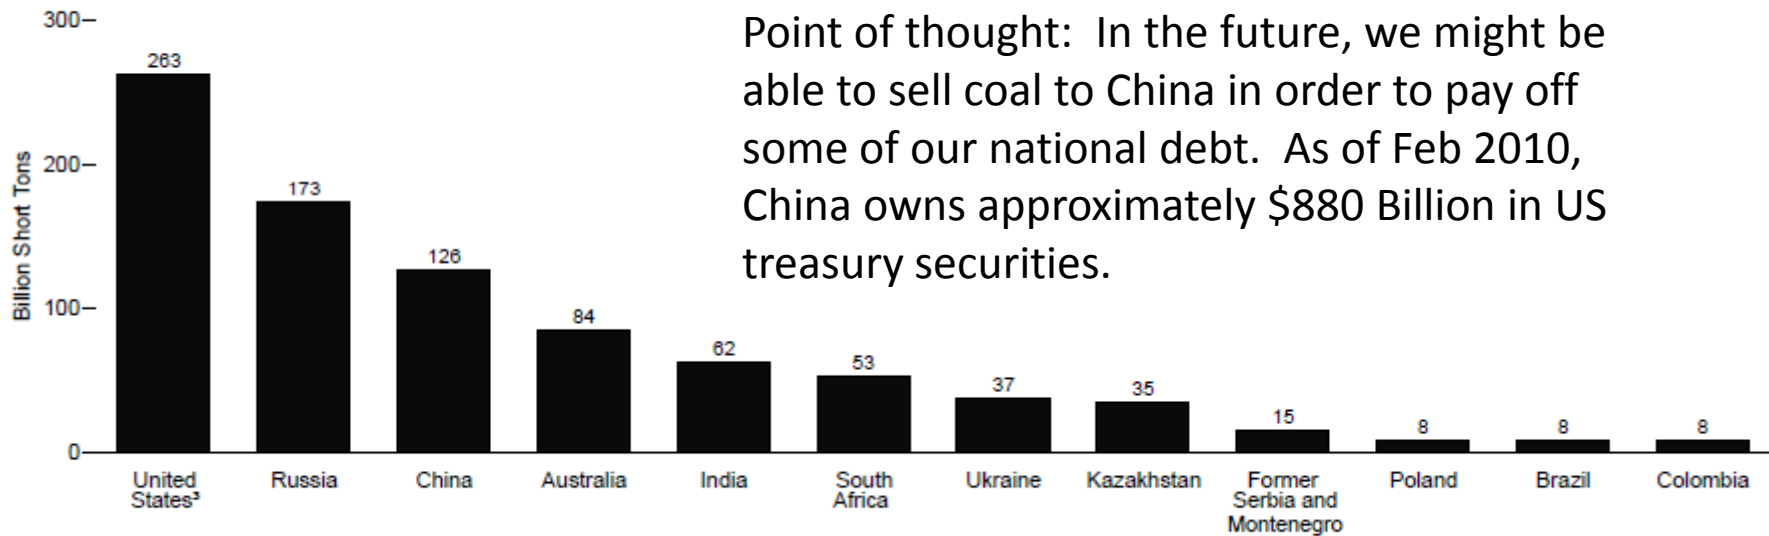 Point of thought:  In the future, we might be
able to sell coal to China in order to pay off
some of our national debt.  As of Feb 2010,
China owns approximately $880 Billion in US
treasury securities.
300
200
100
0
Billion Short Tons
263
173
126
84
62
53
37
35
15
8
8
8
United
States³
Russia
China
Australia
India
South
Africa
Ukraine
Kazakhstan
Former
Serbia and
Montenegro
Poland
Brazil
Colombia